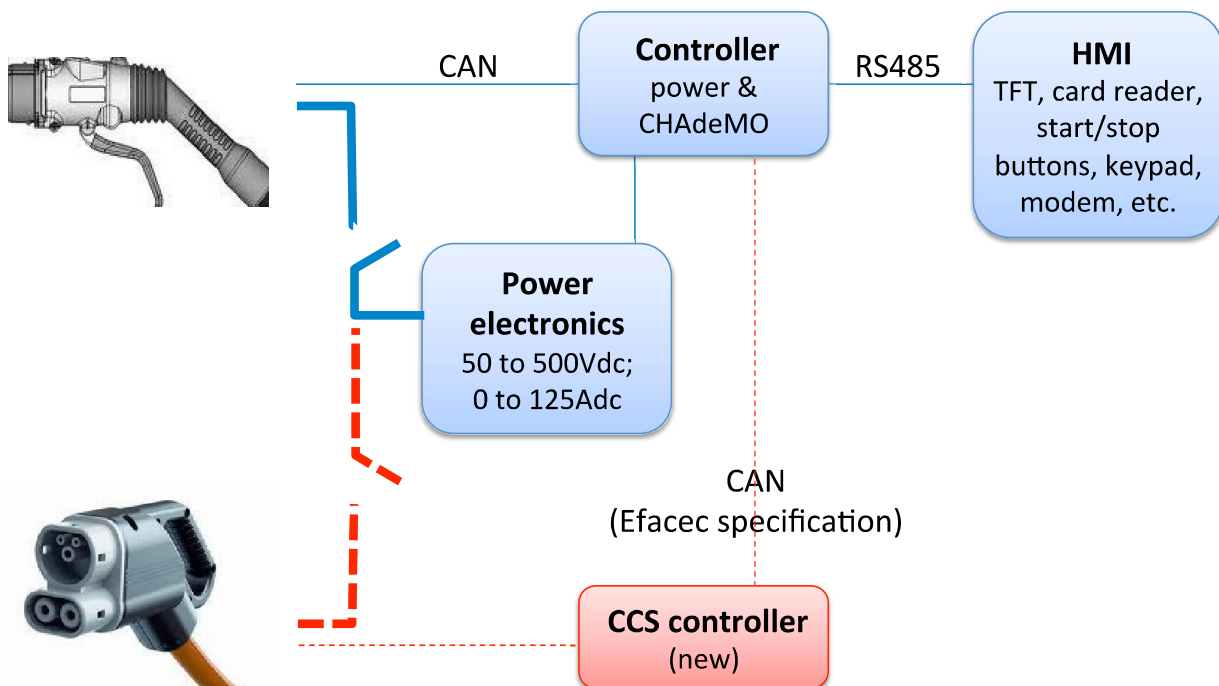 CAN
Controller
power &
CHAdeMO
RS485
HMI
TFT, card reader,
start/stop
buttons, keypad,
modem, etc.
Power
electronics
50 to 500Vdc;
0 to 125Adc
CAN
(Efacec specification)
CCS controller
(new)